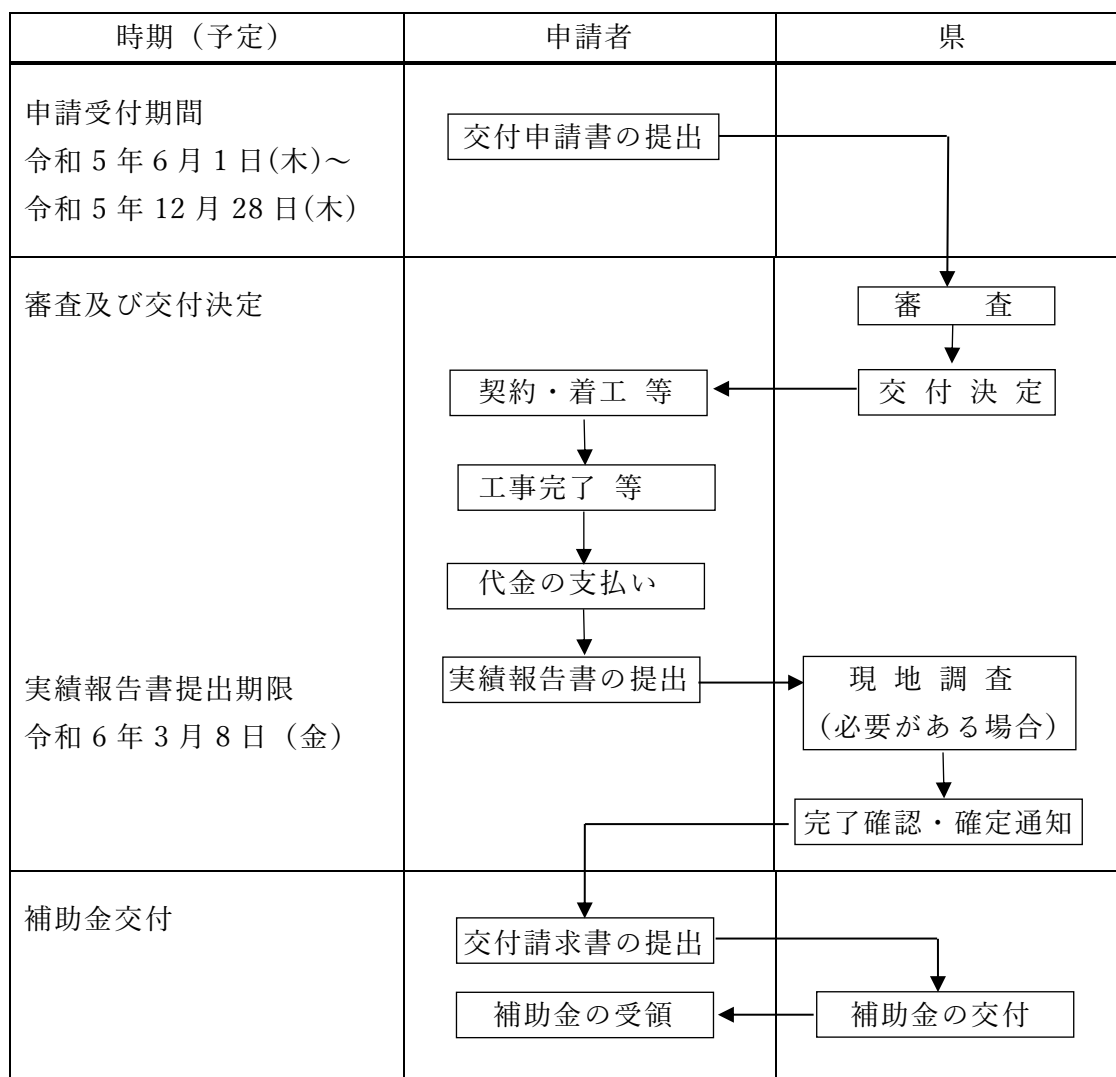 時期（予定）
申請者
県
申請受付期間
令和 5 年 6 月 1 日(木)～
令和 5 年 12 月 28 日(木)
交付申請書の提出
審査及び交付決定
審　　査
交 付 決 定
契約・着工 等
工事完了 等
代金の支払い
実績報告書の提出
実績報告書提出期限
令和 6 年 3 月 8 日（金）
現 地 調 査
（必要がある場合）
完了確認・確定通知
補助金交付
交付請求書の提出
補助金の交付
補助金の受領